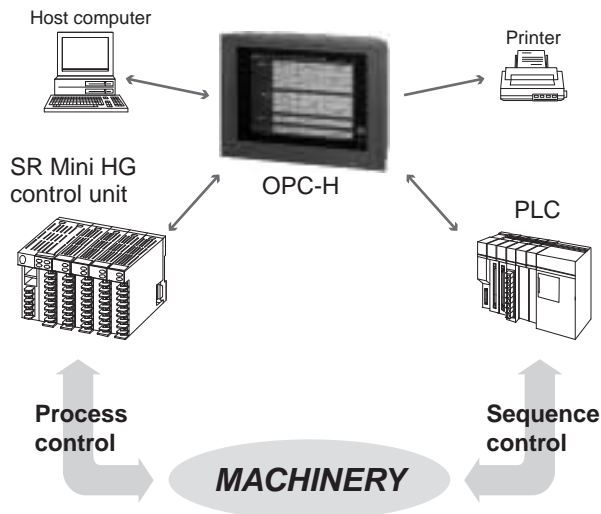 Host computer
Printer
OPC-H
SR Mini HG
control unit
PLC
Process
control
Sequence
control
MACHINERY